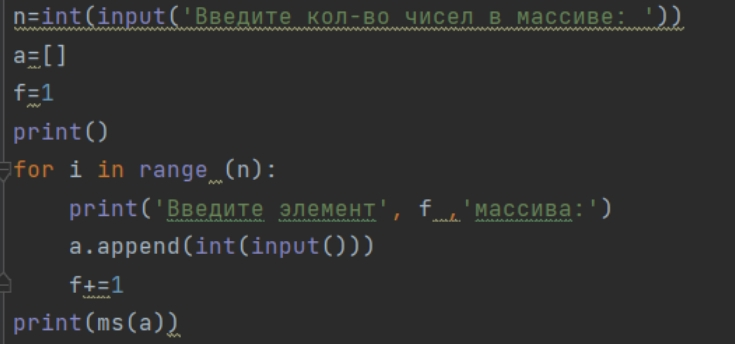 n=int(input('Введите кол-во чисел в массиве: '))
a=[]
f=1
print()
for i in range (n):
    print('Введите элемент', f ,'массива:')
    a.append(int(input()))
    f+=1
print(ms(a))